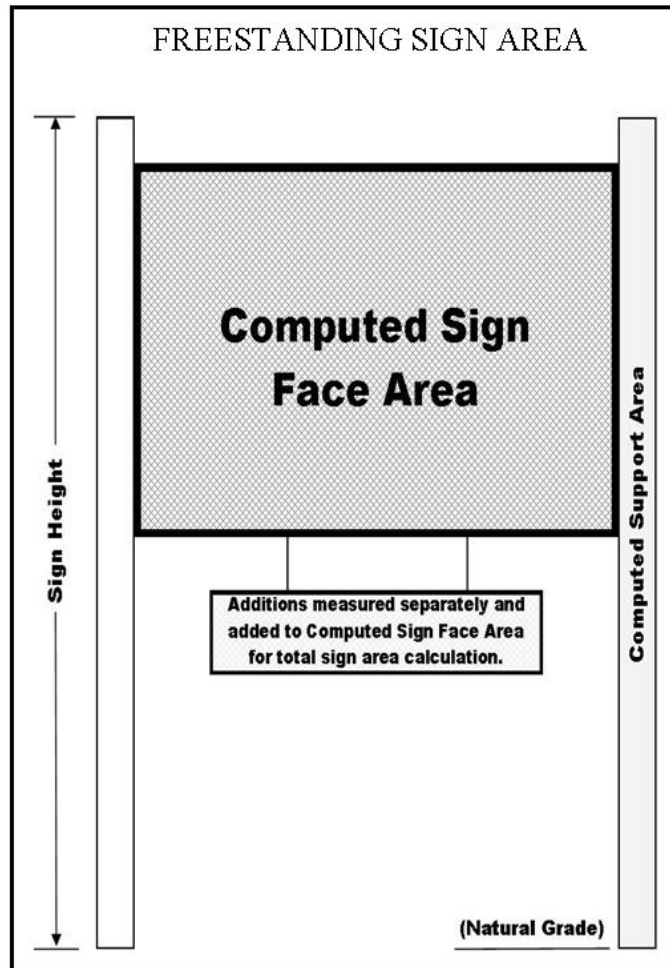 FREESTANDING SIGN AREA
Computed Sign
Face Area
Sign Height
Computed Support Area
Additions measured separately and
added to Computed Sign Face Area
for total sign area calculation.
(Natural Grade)